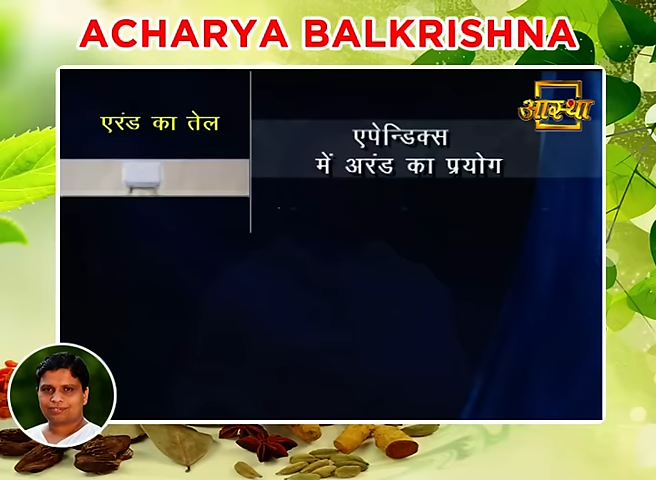 ACHARYA BALKRISHNA
आस्था
एरंड का तेल
एपेन्डिक्स
में अरंड का प्रयोग